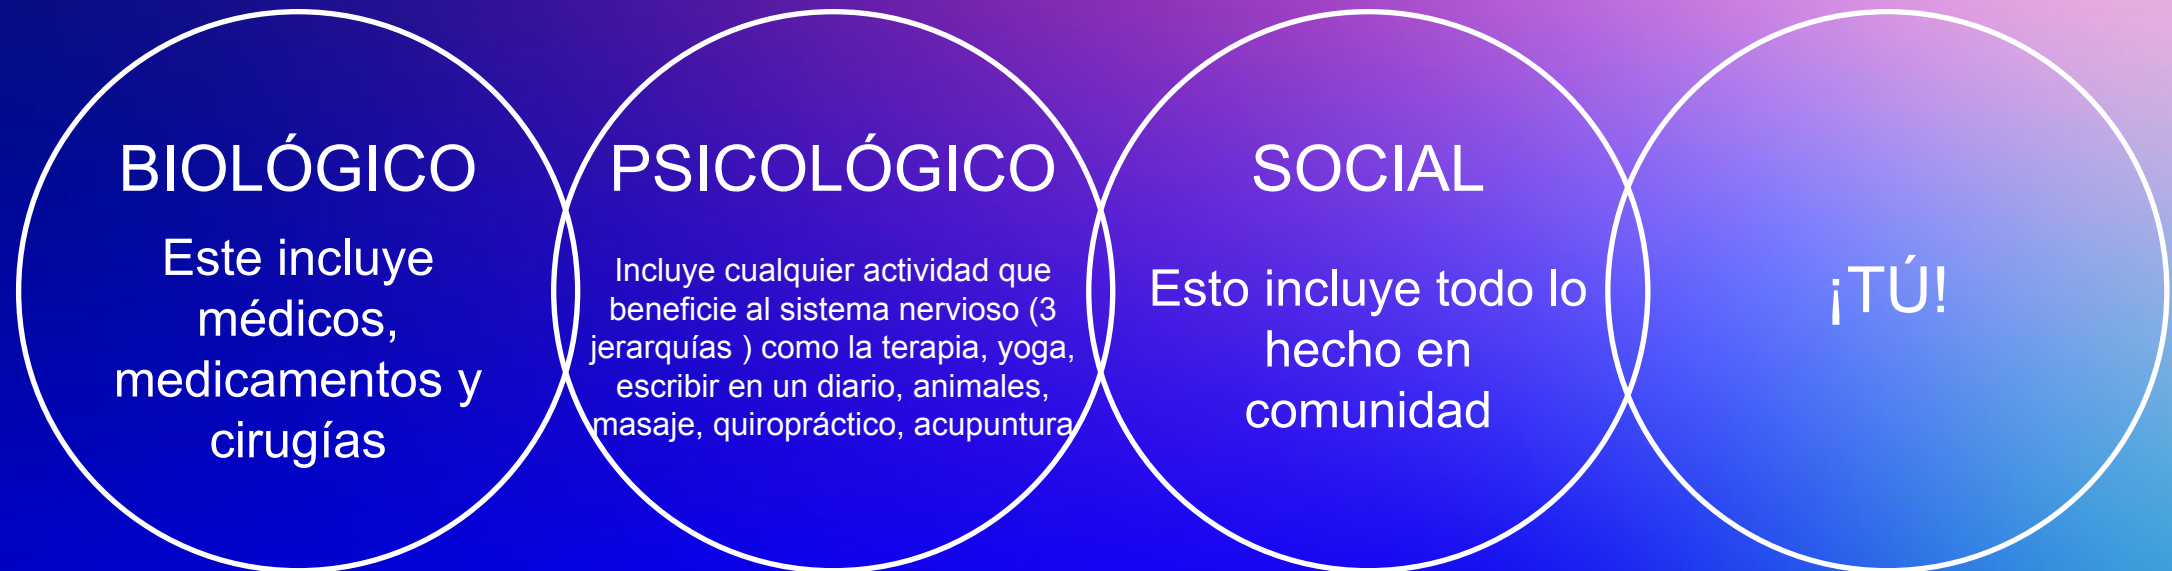 BIOLÓGICO
Este incluye
médicos,
medicamentos y
cirugías
PSICOLÓGICO
Incluye cualquier actividad que
beneficie al sistema nervioso (3
jerarquías ) como la terapia, yoga,
escribir en un diario, animales,
masaje, quiropráctico, acupuntura
SOCIAL
Esto incluye todo lo
hecho en
comunidad
¡TÚ!